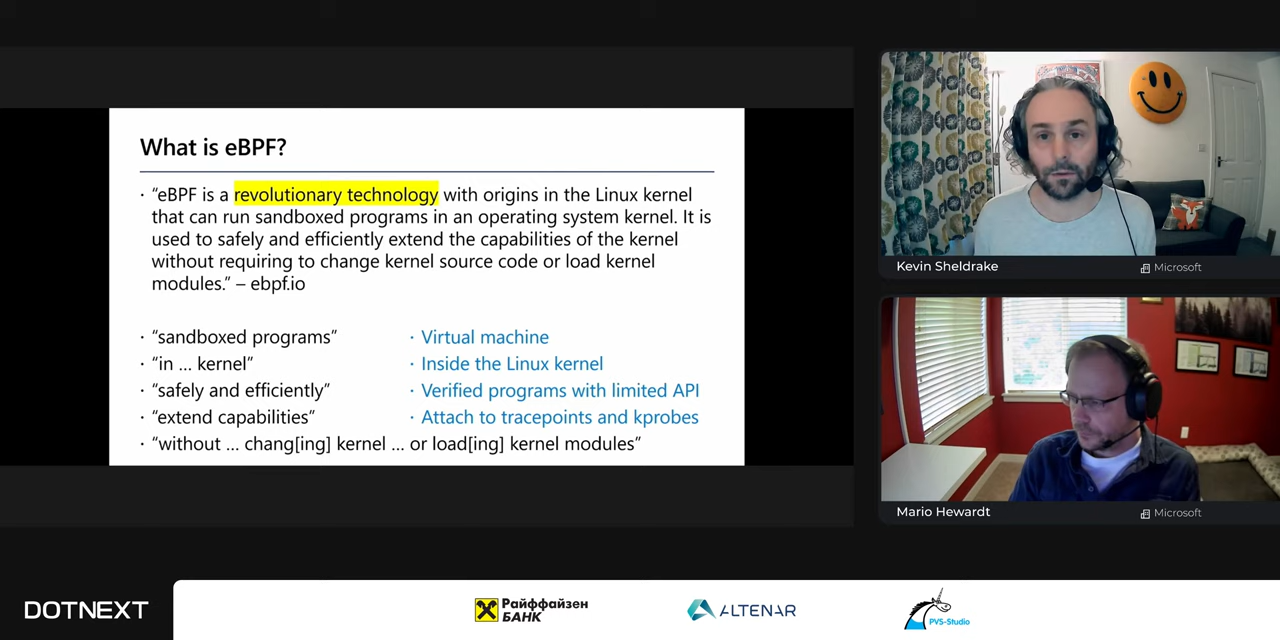 What is eBPF?
· “eBPF is a revolutionary technology with origins in the Linux kernel
that can run sandboxed programs in an operating system kernel. It is
used to safely and efficiently extend the capabilities of the kernel
without requiring to change kernel source code or load kernel
modules.” – ebpf.io
· “sandboxed programs”
· Virtual machine
· “in ... kernel”
· Inside the Linux kernel
· “safely and efficiently”
· Verified programs with limited API
· “extend capabilities”
· Attach to tracepoints and kprobes
· “without ... chang[ing] kernel ... or load[ing] kernel modules”
Kevin Sheldrake
Microsoft
Mario Hewardt
Microsoft
DOTNEXT
Райффайзен
БАНК
ALTENAR
PVS-Studio